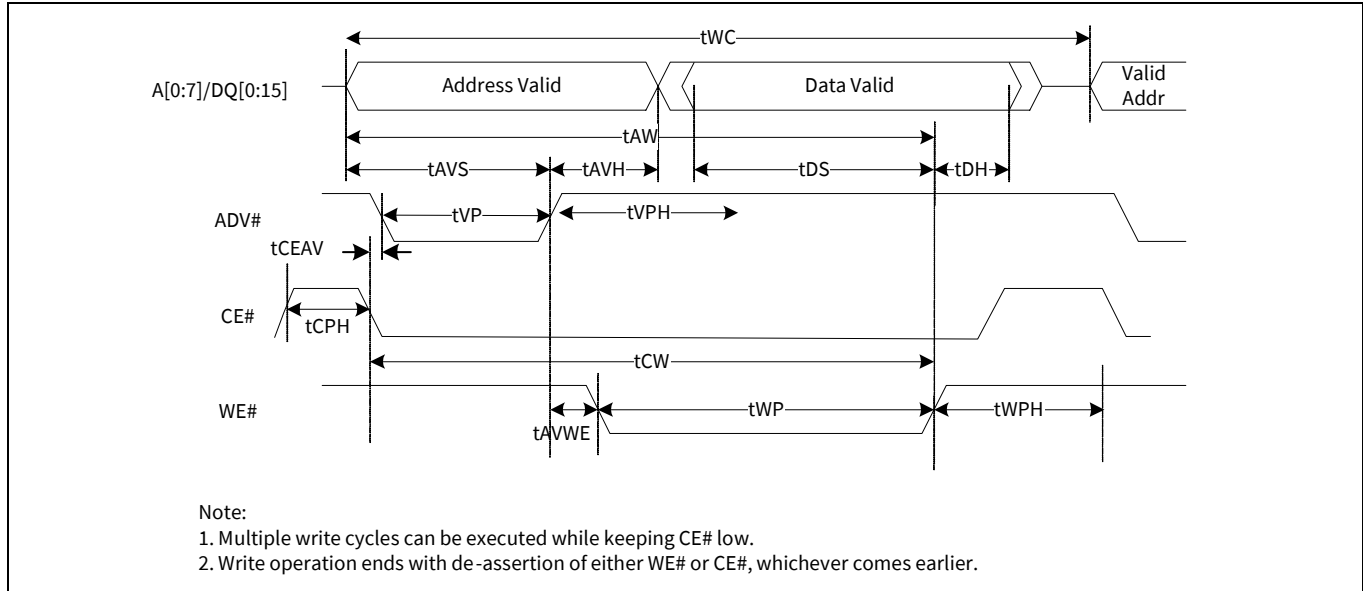 tWC
A[0:7]/DQ[0:15]
Address Valid
Data Valid
Valid
Addr
tAW
tAVS
tAVH
tDS
tDH
ADV#
tVP
tVPH
tCEAV
CE#
tCPH
tCW
WE#
tWP
tWPH
tAVWE
Note:
1. Multiple write cycles can be executed while keeping CE# low.
2. Write operation ends with de-assertion of either WE# or CE#, whichever comes earlier.